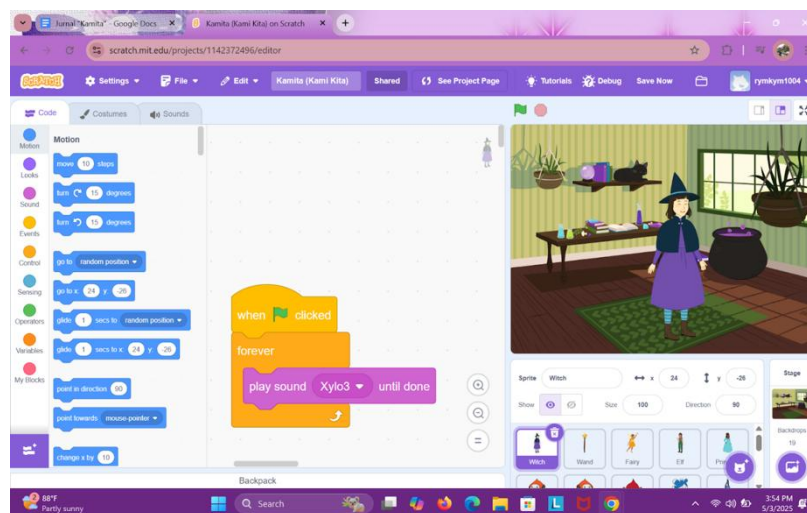 Jurnal "Kamita" - Google Docs
Kamita (Kami Kita) on Scratch
scratch.mit.edu/projects/1142372496/editor
SCRATCH Settings File Edit Kamita (Kami Kita) Shared See Project Page Tutorials Debug Save Now rymkym1004
Code Costumes Sounds
Motion
Looks
Sound
Events
Control
Sensing
Operators
Variables
My Blocks
Motion
move 10 steps
turn 15 degrees
turn 15 degrees
go to random position
go to x: 24 y: -26
glide 1 secs to random position
glide 1 secs to x: 24 y: -26
point in direction 90
point towards mouse-pointer
change x by 10
when clicked
forever
play sound Xylo3 until done
Backpack
Sprite Witch x 24 y -26
Show Size 100 Direction 90
Witch Wand Fairy Elf
Stage
Backdrops
19
88°F
Partly sunny
Search
3:54 PM
5/3/2025